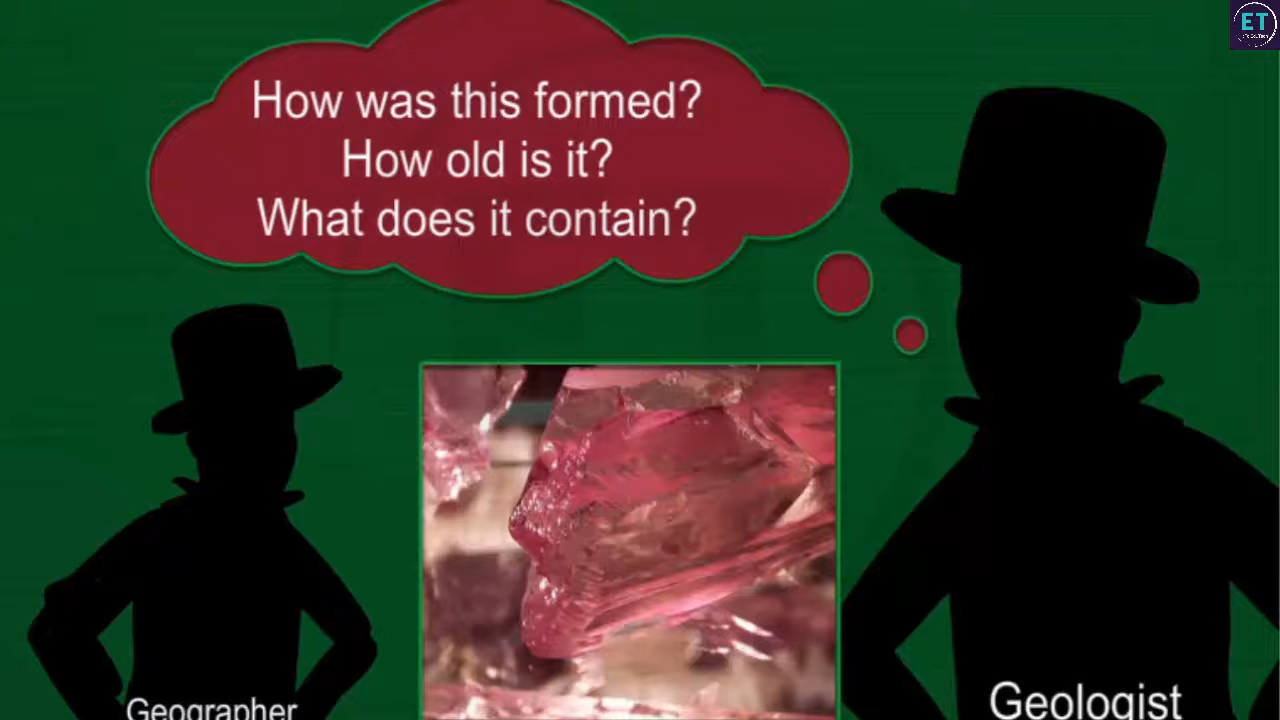 ET
How was this formed?
How old is it?
What does it contain?
Geographer
Geologist